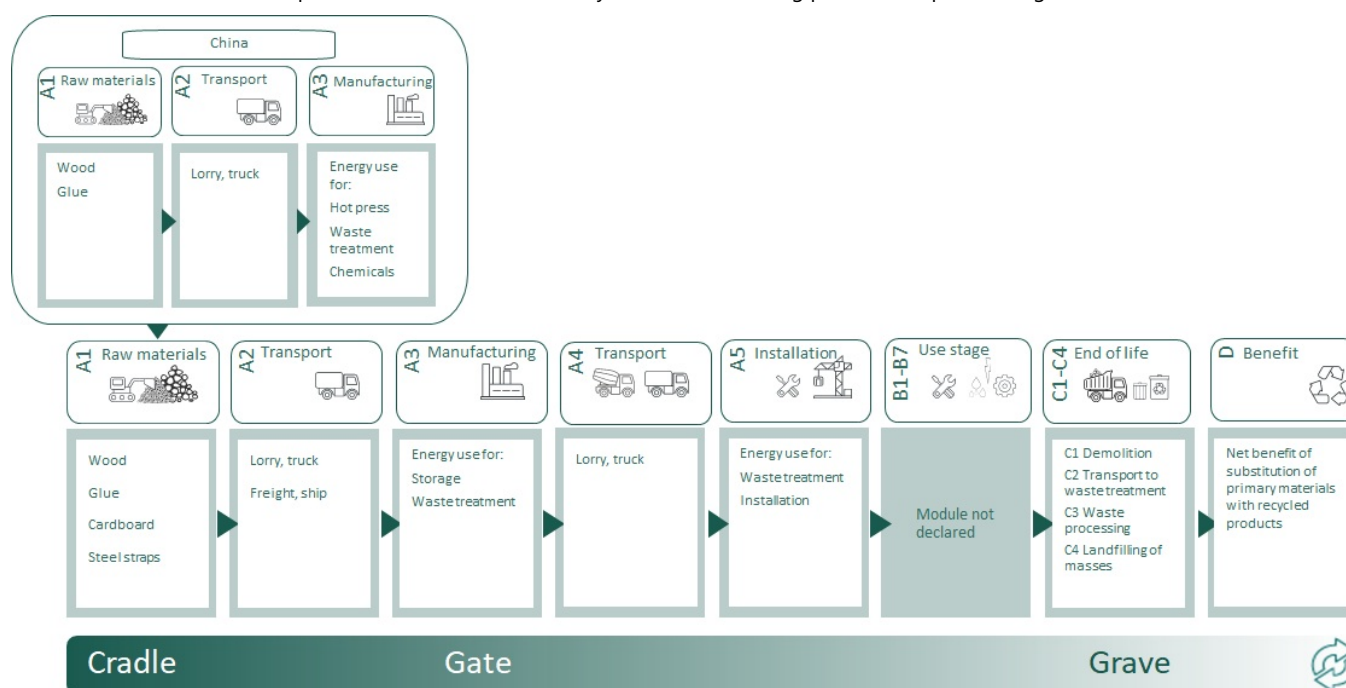 China
A1 Raw materials
A2 Transport
A3 Manufacturing
Wood
Glue
Lorry, truck
Energy use
for:
Hot press
Waste
treatment
Chemicals
A1 Raw materials
A2 Transport
A3 Manufacturing
A4 Transport
A5 Installation
B1-B7 Use stage
C1-C4 End of life
D Benefit
Wood
Glue
Cardboard
Steel straps
Lorry, truck
Freight, ship
Energy use for:
Storage
Waste treatment
Lorry, truck
Energy use for:
Waste treatment
Installation
Module not
declared
C1 Demolition
C2 Transport to
waste treatment
C3 Waste
processing
C4 Landfilling of
masses
Net benefit of
substitution of
primary materials
with recycled
products
Cradle
Gate
Grave